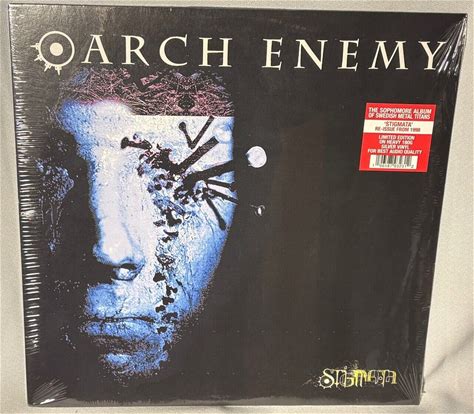 ARCH ENEMY
THE SOPHOMORE ALBUM
OF SWEDISH METAL TITANS
'STIGMATA'
RE-ISSUE FROM 1998
LIMITED EDITION
ON HEAVY 180G
SILVER VINYL
FOR BEST AUDIO QUALITY
STIGMATA